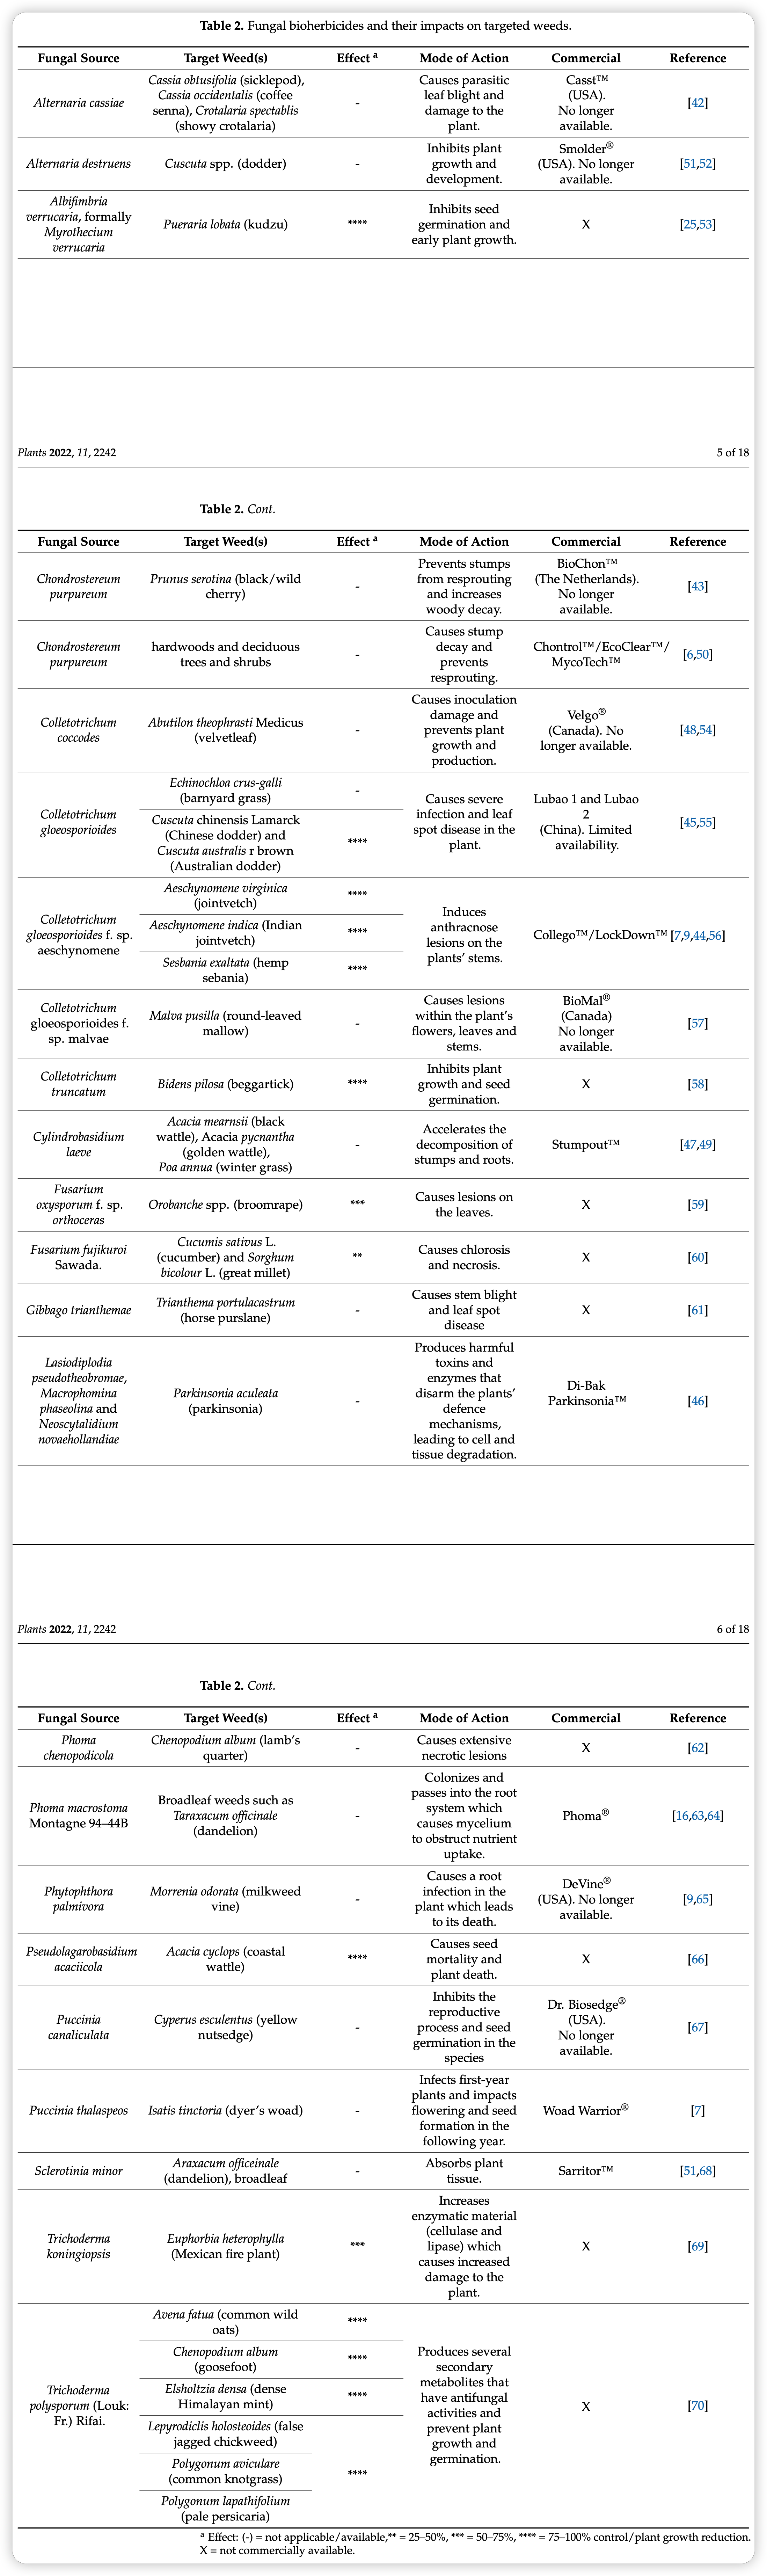 Table 2. Fungal bioherbicides and their impacts on targeted weeds.
Fungal Source Target Weed(s) Effect a Mode of Action Commercial Reference
Alternaria cassiae
Cassia obtusifolia (sicklepod),
Cassia occidentalis (coffee
senna), Crotalaria spectablis
(showy crotalaria)
-
Causes parasitic
leaf blight and
damage to the
plant.
Casst™
(USA).
No longer
available.
[42]
Alternaria destruens
Cuscuta spp. (dodder)
-
Inhibits plant
growth and
development.
Smolder®
(USA). No longer
available.
[51,52]
Albifimbria
verrucaria, formally
Myrothecium
verrucaria
Pueraria lobata (kudzu)
****
Inhibits seed
germination and
early plant growth.
X
[25,53]
Plants 2022, 11, 2242
5 of 18
Table 2. Cont.
Fungal Source Target Weed(s) Effect a Mode of Action Commercial Reference
Chondrostereum
purpureum
Prunus serotina (black/wild
cherry)
-
Prevents stumps
from resprouting
and increases
woody decay.
BioChon™
(The Netherlands).
No longer
available.
[43]
Chondrostereum
purpureum
hardwoods and deciduous
trees and shrubs
-
Causes stump
decay and
prevents
resprouting.
Chontrol™/EcoClear™/
MycoTech™
[6,50]
Colletotrichum
coccodes
Abutilon theophrasti Medicus
(velvetleaf)
-
Causes inoculation
damage and
prevents plant
growth and
production.
Velgo®
(Canada). No
longer available.
[48,54]
Colletotrichum
gloeosporioides
Echinochloa crus-galli
(barnyard grass)
-
Cuscuta chinensis Lamarck
(Chinese dodder) and
Cuscuta australis r brown
(Australian dodder)
****
Causes severe
infection and leaf
spot disease in the
plant.
Lubao 1 and Lubao
2
(China). Limited
availability.
[45,55]
Colletotrichum
gloeosporioides f. sp.
aeschynomene
Aeschynomene virginica
(jointvetch)
****
Aeschynomene indica (Indian
jointvetch)
****
Sesbania exaltata (hemp
sebania)
****
Induces
anthracnose
lesions on the
plants’ stems.
Collego™/LockDown™
[7,9,44,56]
Colletotrichum
gloeosporioides f.
sp. malvae
Malva pusilla (round-leaved
mallow)
-
Causes lesions
within the plant’s
flowers, leaves and
stems.
BioMal®
(Canada)
No longer
available.
[57]
Colletotrichum
truncatum
Bidens pilosa (beggartick)
****
Inhibits plant
growth and seed
germination.
X
[58]
Cylindrobasidium
laeve
Acacia mearnsii (black
wattle), Acacia pycnantha
(golden wattle),
Poa annua (winter grass)
-
Accelerates the
decomposition of
stumps and roots.
Stumpout™
[47,49]
Fusarium
oxysporum f. sp.
orthoceras
Orobanche spp. (broomrape)
***
Causes lesions on
the leaves.
X
[59]
Fusarium fujikuroi
Sawada.
Cucumis sativus L.
(cucumber) and Sorghum
bicolour L. (great millet)
**
Causes chlorosis
and necrosis.
X
[60]
Gibbago trianthemae
Trianthema portulacastrum
(horse purslane)
-
Causes stem blight
and leaf spot
disease
X
[61]
Lasiodiplodia
pseudotheobromae,
Macrophomina
phaseolina and
Neoscytalidium
novaehollandiae
Parkinsonia aculeata
(parkinsonia)
-
Produces harmful
toxins and
enzymes that
disarm the plants’
defence
mechanisms,
leading to cell and
tissue degradation.
Di-Bak
Parkinsonia™
[46]
Plants 2022, 11, 2242
6 of 18
Table 2. Cont.
Fungal Source Target Weed(s) Effect a Mode of Action Commercial Reference
Phoma
chenopodicola
Chenopodium album (lamb’s
quarter)
-
Causes extensive
necrotic lesions
X
[62]
Phoma macrostoma
Montagne 94–44B
Broadleaf weeds such as
Taraxacum officinale
(dandelion)
-
Colonizes and
passes into the root
system which
causes mycelium
to obstruct nutrient
uptake.
Phoma®
[16,63,64]
Phytophthora
palmivora
Morrenia odorata (milkweed
vine)
-
Causes a root
infection in the
plant which leads
to its death.
DeVine®
(USA). No longer
available.
[9,65]
Pseudolagarobasidium
acaciicola
Acacia cyclops (coastal
wattle)
****
Causes seed
mortality and
plant death.
X
[66]
Puccinia
canaliculata
Cyperus esculentus (yellow
nutsedge)
-
Inhibits the
reproductive
process and seed
germination in the
species
Dr. Biosedge®
(USA).
No longer
available.
[67]
Puccinia thalaspeos
Isatis tinctoria (dyer’s woad)
-
Infects first-year
plants and impacts
flowering and seed
formation in the
following year.
Woad Warrior®
[7]
Sclerotinia minor
Araxacum officeinale
(dandelion), broadleaf
-
Absorbs plant
tissue.
Sarritor™
[51,68]
Trichoderma
koningiopsis
Euphorbia heterophylla
(Mexican fire plant)
***
Increases
enzymatic material
(cellulase and
lipase) which
causes increased
damage to the
plant.
X
[69]
Trichoderma
polysporum (Louk:
Fr.) Rifai.
Avena fatua (common wild
oats)
****
Chenopodium album
(goosefoot)
****
Elsholtzia densa (dense
Himalayan mint)
****
Lepyrodiclis holosteoides (false
jagged chickweed)
Polygonum aviculare
(common knotgrass)
****
Polygonum lapathifolium
(pale persicaria)
Produces several
secondary
metabolites that
have antifungal
activities and
prevent plant
growth and
germination.
X
[70]
a Effect: (-) = not applicable/available,** = 25–50%, *** = 50–75%, **** = 75–100% control/plant growth reduction.
X = not commercially available.